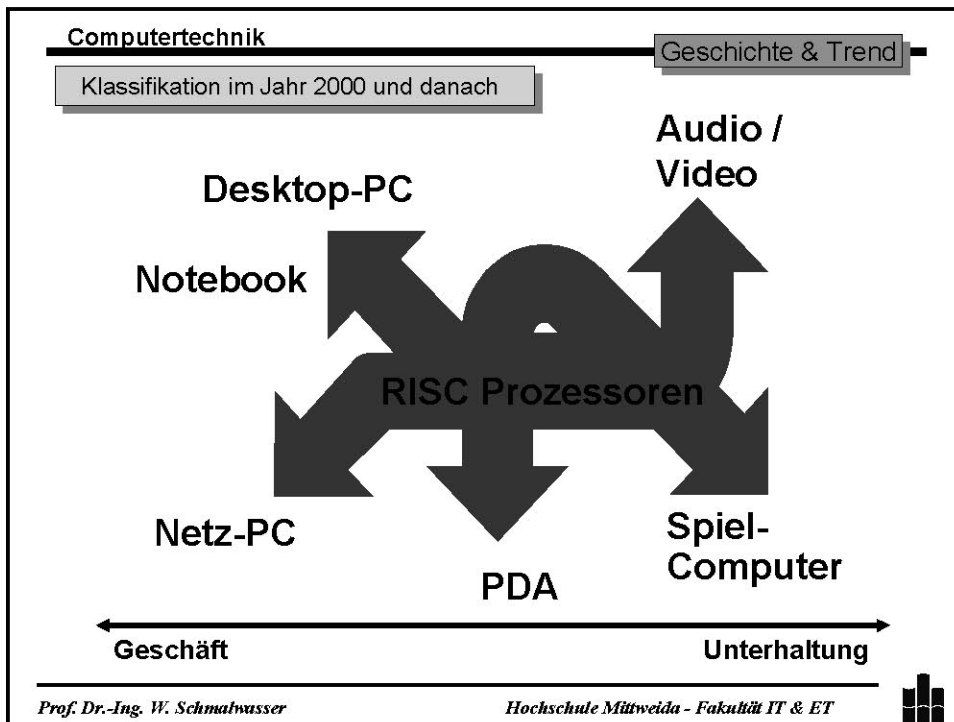 Computertechnik
Geschichte & Trend
Klassifikation im Jahr 2000 und danach
Audio /
Video
Desktop-PC
Notebook
RISC Prozessoren
Netz-PC
Spiel-
Computer
PDA
Geschäft
Unterhaltung
Prof. Dr.-Ing. W. Schmalwasser
Hochschule Mittweida - Fakultät IT & ET